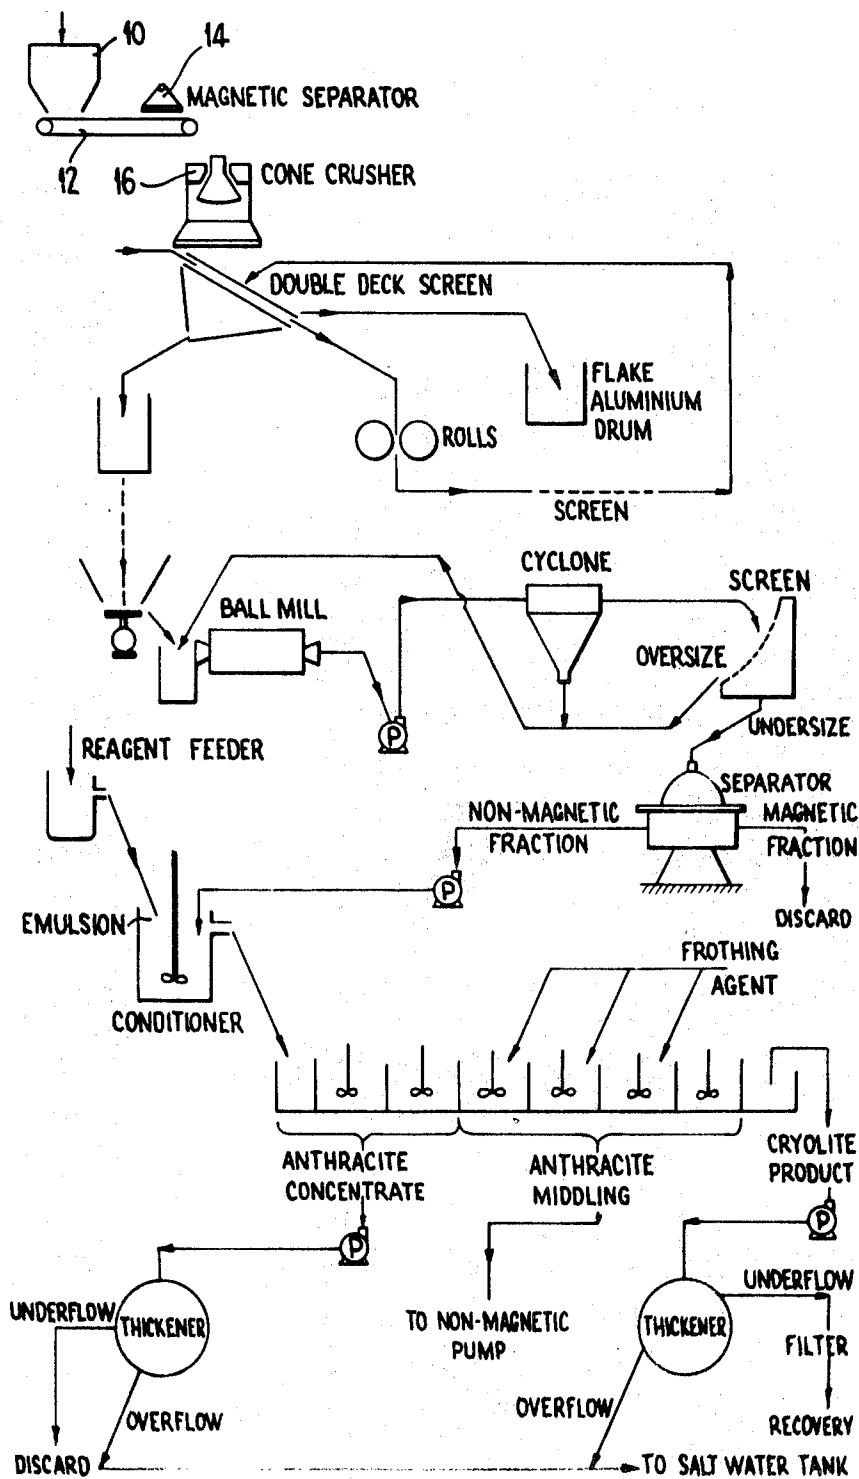 10
14
MAGNETIC SEPARATOR
12
16
CONE CRUSHER
DOUBLE DECK SCREEN
FLAKE
ALUMINIUM
DRUM
ROLLS
SCREEN
CYCLONE
SCREEN
BALL MILL
OVERSIZE
P
UNDERSIZE
REAGENT FEEDER
SEPARATOR
NON-MAGNETIC
FRACTION
MAGNETIC
FRACTION
P
EMULSION
DISCARD
FROTHING
AGENT
CONDITIONER
ANTHRACITE
CONCENTRATE
ANTHRACITE
MIDDLING
CRYOLITE
PRODUCT
P
P
UNDERFLOW
UNDERFLOW
THICKENER
TO NON-MAGNETIC
PUMP
THICKENER
FILTER
OVERFLOW
OVERFLOW
RECOVERY
DISCARD
TO SALT WATER TANK